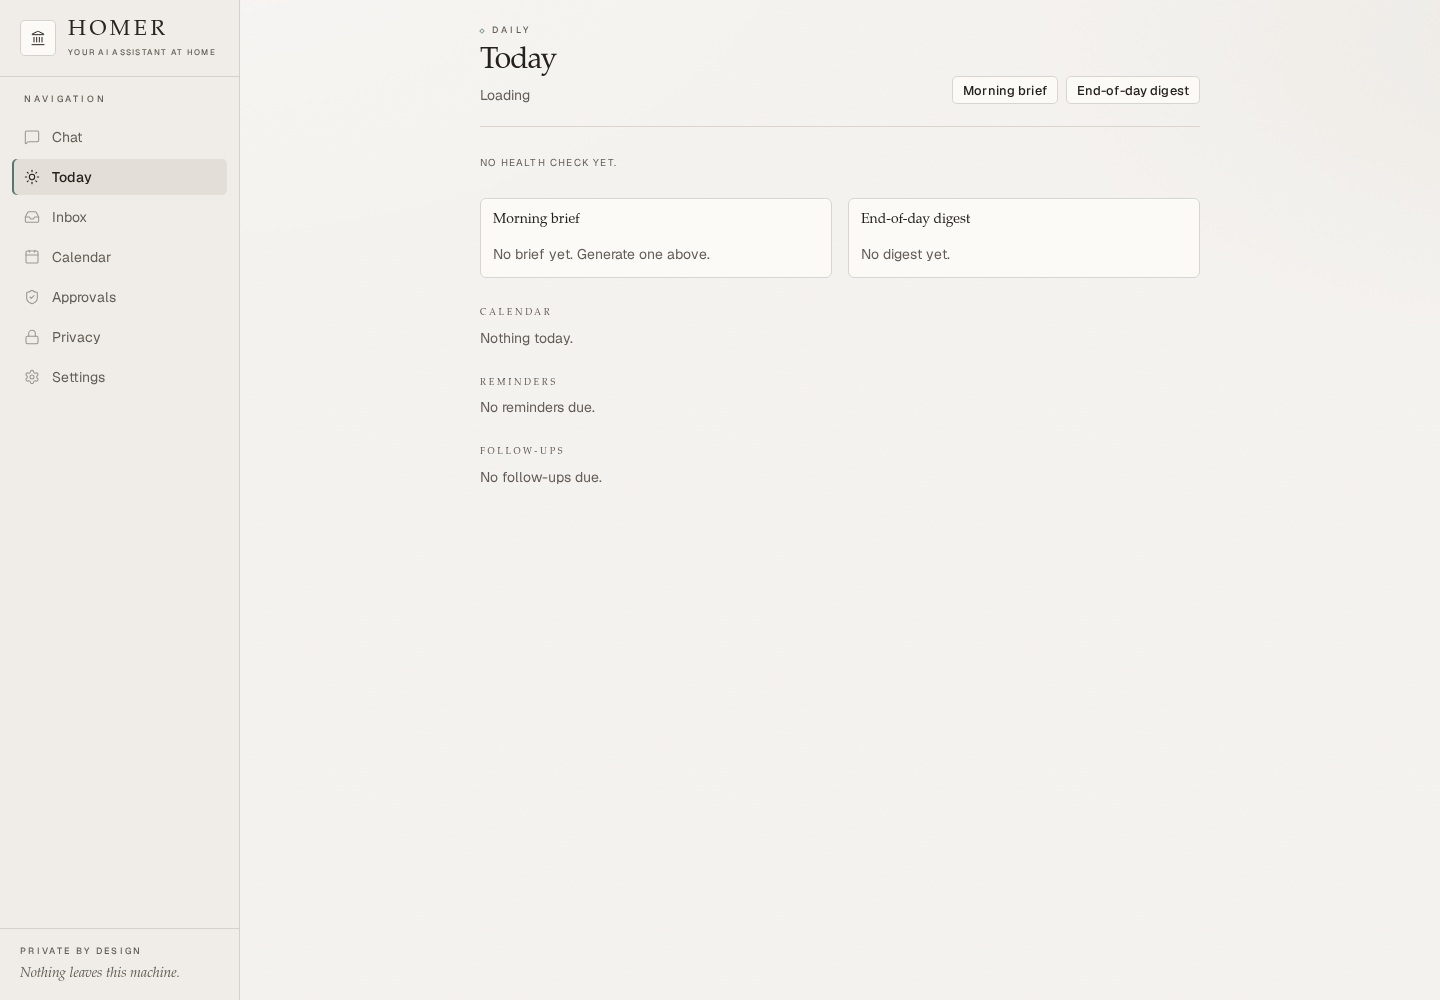 HOMER
YOUR AI ASSISTANT AT HOME
NAVIGATION
Chat
Today
Inbox
Calendar
Approvals
Privacy
Settings
PRIVATE BY DESIGN
Nothing leaves this machine.
DAILY
Today
Loading
Morning brief
End-of-day digest
NO HEALTH CHECK YET.
Morning brief
No brief yet. Generate one above.
End-of-day digest
No digest yet.
CALENDAR
Nothing today.
REMINDERS
No reminders due.
FOLLOW-UPS
No follow-ups due.